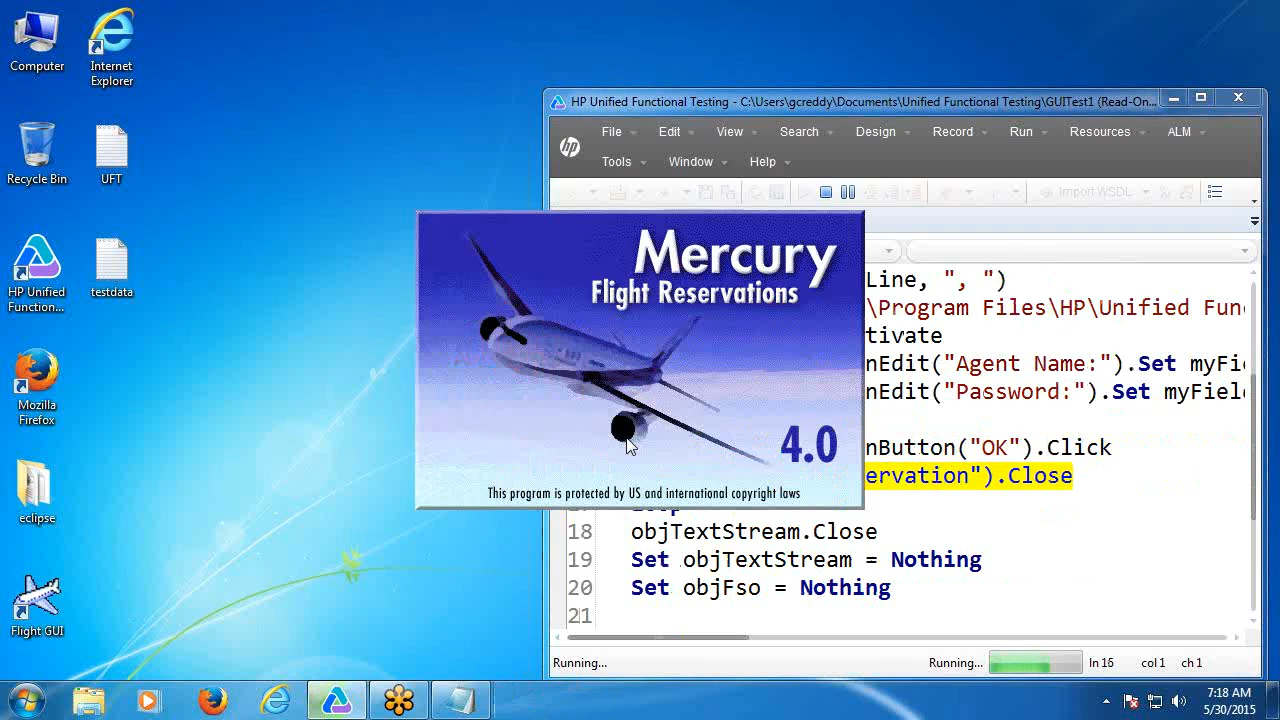 Computer
Internet
Explorer
Recycle Bin
UFT
HP Unified
Function...
testdata
Mozilla
Firefox
eclipse
Flight GUI
HP Unified Functional Testing - C:\Users\gcreddy\Documents\Unified Functional Testing\GUITest1 (Read-On...
hp
File Edit View Search Design Record Run Resources ALM
Tools Window Help
Import WSDL
Mercury
Flight Reservations
4.0
This program is protected by US and international copyright laws
Line, ", ")
\Program Files\HP\Unified Fun
tivate
nEdit("Agent Name:").Set myFi
nEdit("Password:").Set myFiel
nButton("OK").Click
ervation").Close
18 objTextStream.Close
19 Set objTextStream = Nothing
20 Set objFso = Nothing
21
Running... Running... ln 16 col 1 ch 1
7:18 AM
5/30/2015